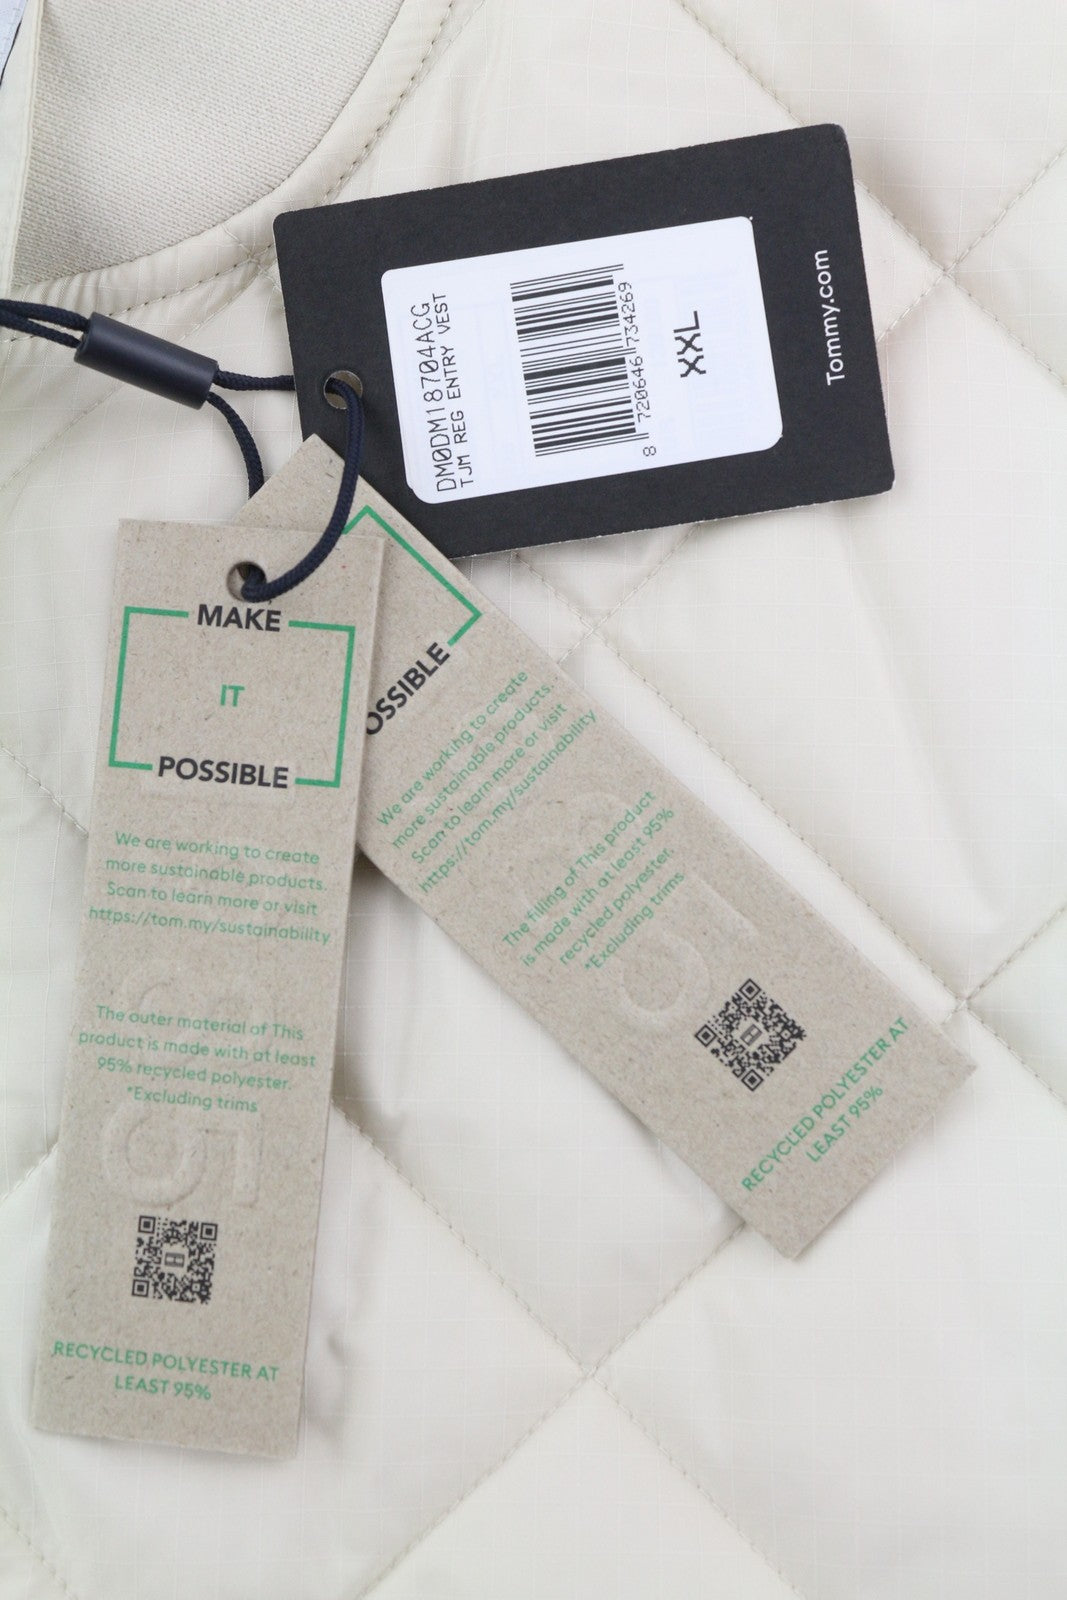 DM0DM18704ACG
TJM REG ENTRY VEST
8 720646 734269
XXL
Tommy.com
MAKE
IT
POSSIBLE
We are working to create
more sustainable products.
Scan to learn more or visit
https://tom.my/sustainability
The outer material of This
product is made with at least
95% recycled polyester.
*Excluding trims
RECYCLED POLYESTER AT
LEAST 95%
OSSIBLE
We are working to create
more sustainable products.
Scan to learn more or visit
https://tom.my/sustainability
The filling of This product
is made with at least 95%
recycled polyester.
*Excluding trims
RECYCLED POLYESTER AT
LEAST 95%